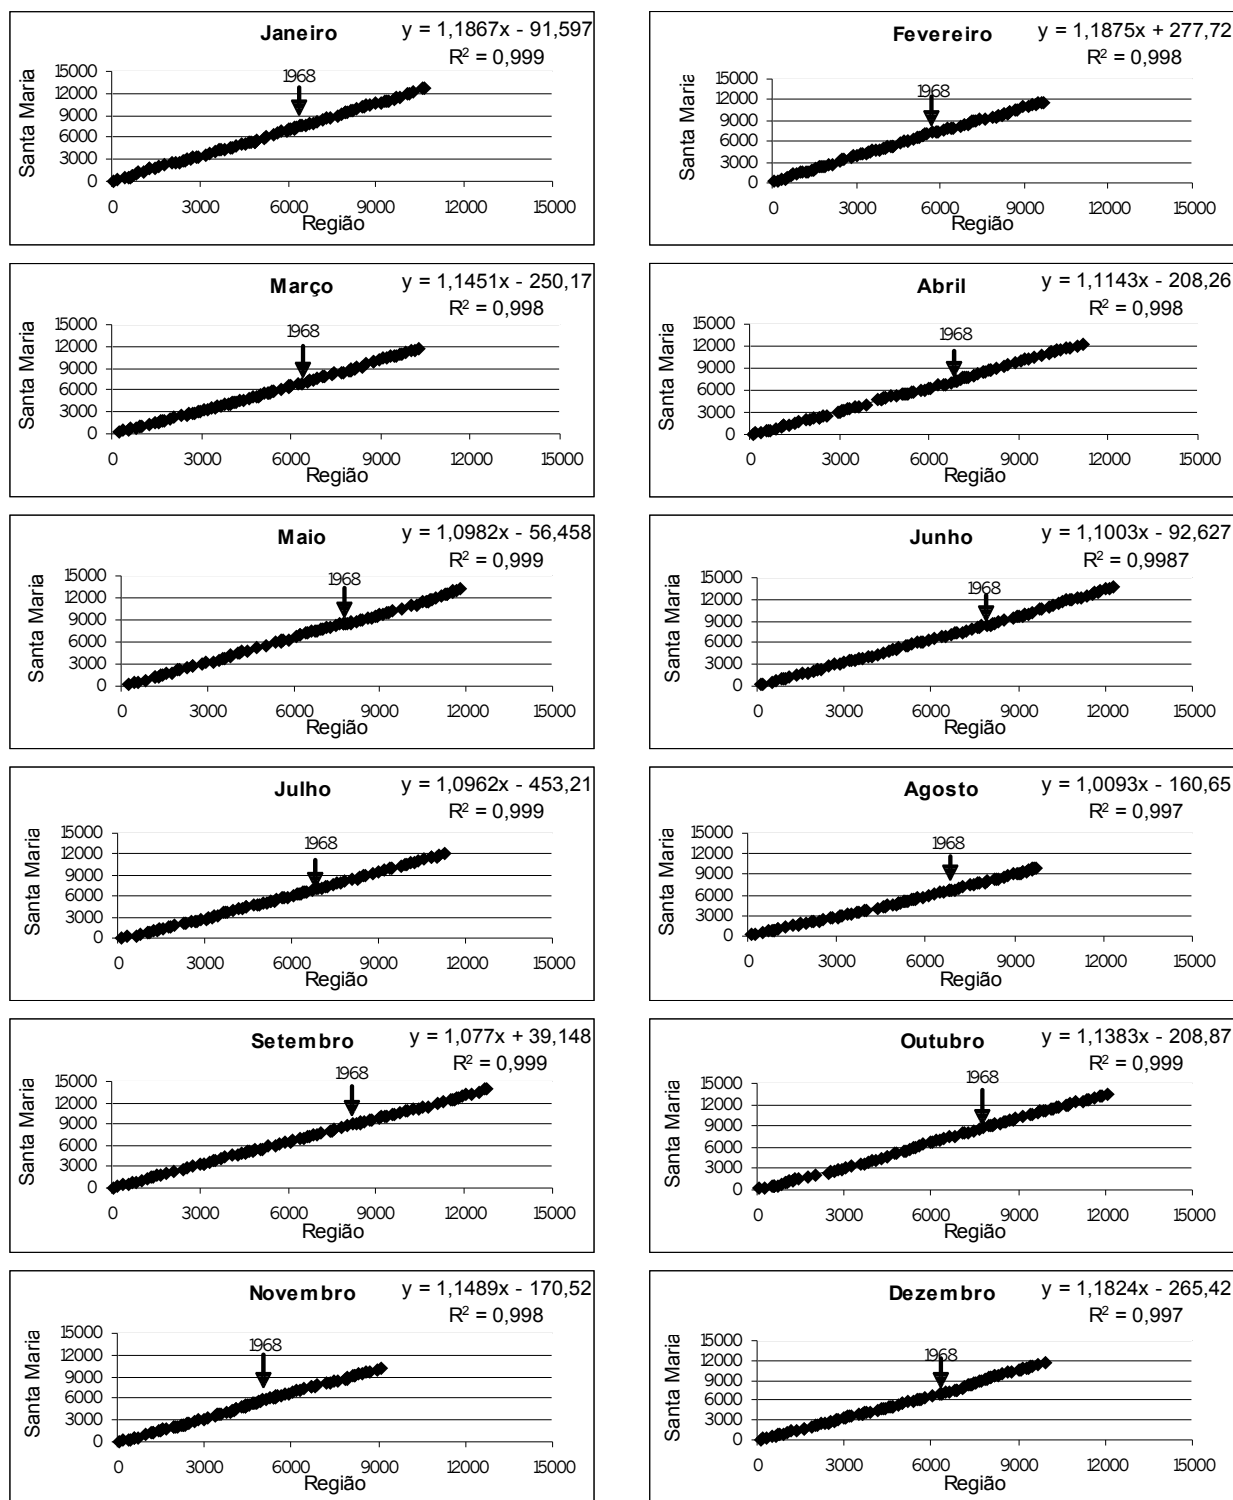 Janeiro
y = 1,1867x - 91,597
R² = 0,999
1968
Santa Maria
15000
12000
9000
6000
3000
0
0 3000 6000 9000 12000 15000
Região
Fevereiro
y = 1,1875x + 277,72
R² = 0,998
1968
Santa Maria
15000
12000
9000
6000
3000
0
0 3000 6000 9000 12000 15000
Região
Março
y = 1,1451x - 250,17
R² = 0,998
1968
Santa Maria
15000
12000
9000
6000
3000
0
0 3000 6000 9000 12000 15000
Região
Abril
y = 1,1143x - 208,26
R² = 0,998
1968
Santa Maria
15000
12000
9000
6000
3000
0
0 3000 6000 9000 12000 15000
Região
Maio
y = 1,0982x - 56,458
R² = 0,999
1968
Santa Maria
15000
12000
9000
6000
3000
0
0 3000 6000 9000 12000 15000
Região
Junho
y = 1,1003x - 92,627
R² = 0,9987
1968
Santa Maria
15000
12000
9000
6000
3000
0
0 3000 6000 9000 12000 15000
Região
Julho
y = 1,0962x - 453,21
R² = 0,999
1968
Santa Maria
15000
12000
9000
6000
3000
0
0 3000 6000 9000 12000 15000
Região
Agosto
y = 1,0093x - 160,65
R² = 0,997
1968
Santa Maria
15000
12000
9000
6000
3000
0
0 3000 6000 9000 12000 15000
Região
Setembro
y = 1,077x + 39,148
R² = 0,999
1968
Santa Maria
15000
12000
9000
6000
3000
0
0 3000 6000 9000 12000 15000
Região
Outubro
y = 1,1383x - 208,87
R² = 0,999
1968
Santa Maria
15000
12000
9000
6000
3000
0
0 3000 6000 9000 12000 15000
Região
Novembro
y = 1,1489x - 170,52
R² = 0,998
1968
Santa Maria
15000
12000
9000
6000
3000
0
0 3000 6000 9000 12000 15000
Região
Dezembro
y = 1,1824x - 265,42
R² = 0,997
1968
Santa Maria
15000
12000
9000
6000
3000
0
0 3000 6000 9000 12000 15000
Região